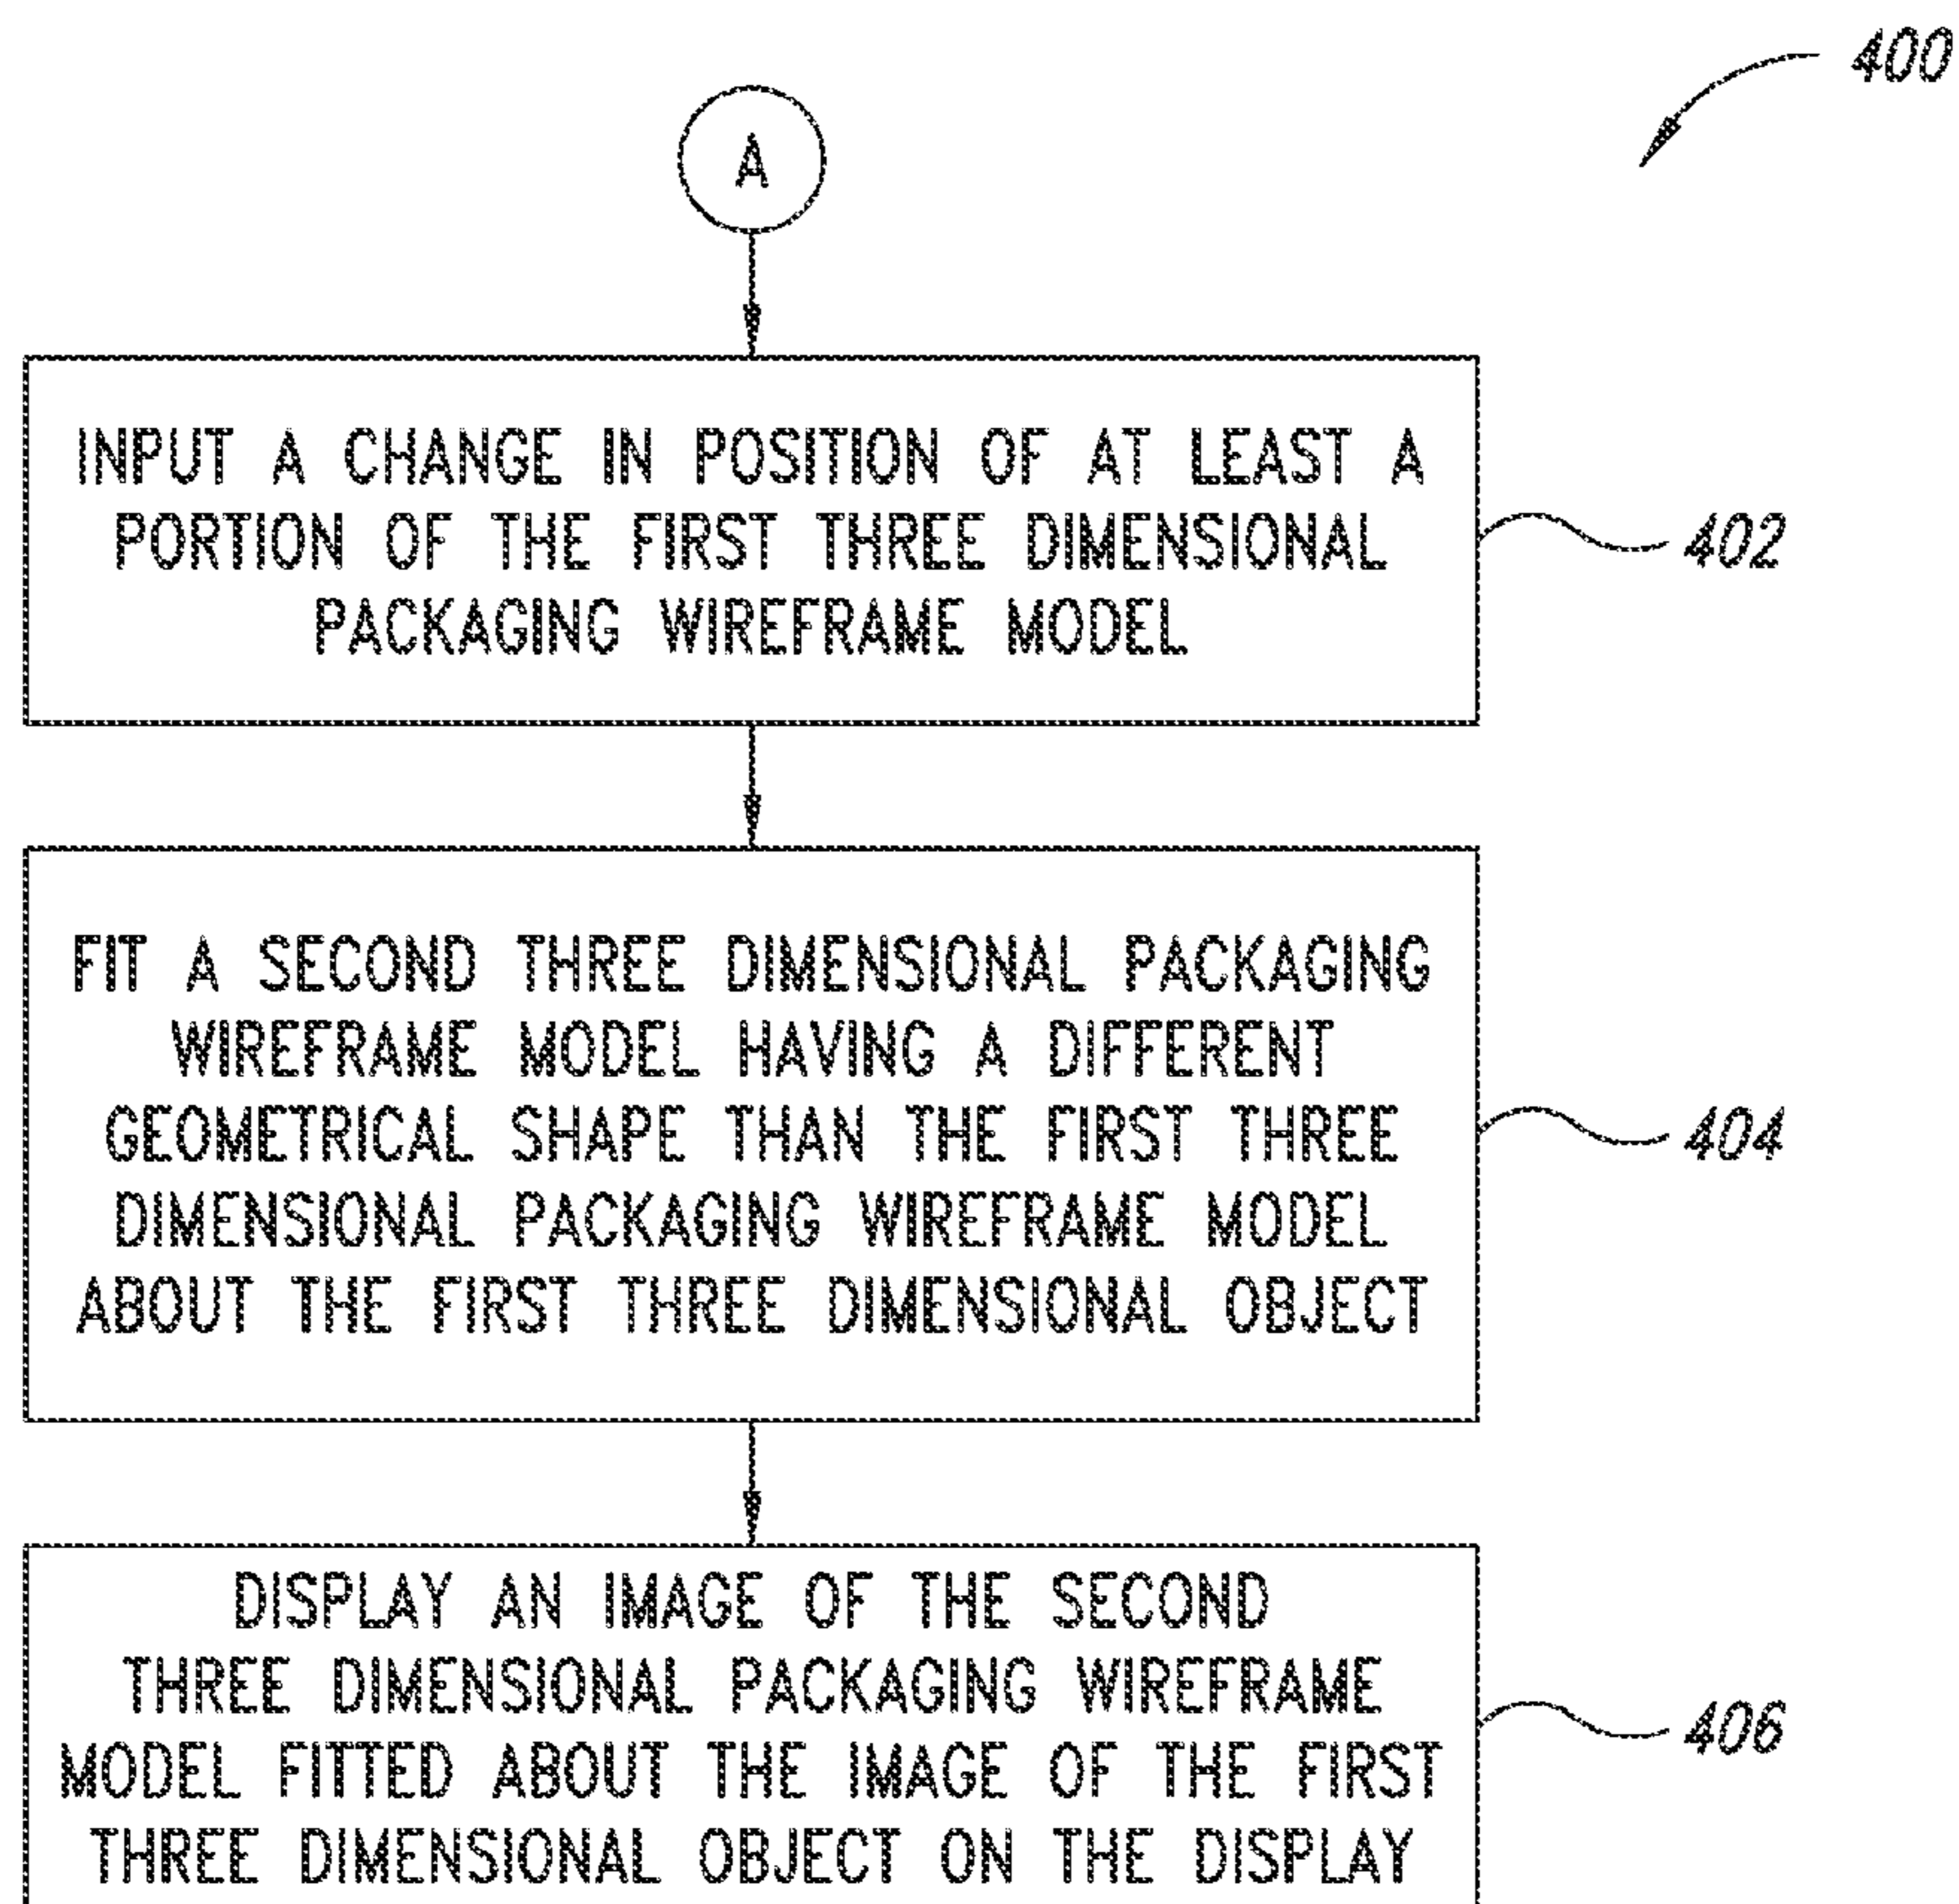 400
A
INPUT A CHANGE IN POSITION OF AT LEAST A
PORTION OF THE FIRST THREE DIMENSIONAL
PACKAGING WIREFRAME MODEL
402
FIT A SECOND THREE DIMENSIONAL PACKAGING
WIREFRAME MODEL HAVING A DIFFERENT
GEOMETRICAL SHAPE THAN THE FIRST THREE
DIMENSIONAL PACKAGING WIREFRAME MODEL
ABOUT THE FIRST THREE DIMENSIONAL OBJECT
404
DISPLAY AN IMAGE OF THE SECOND
THREE DIMENSIONAL PACKAGING WIREFRAME
MODEL FITTED ABOUT THE IMAGE OF THE FIRST
THREE DIMENSIONAL OBJECT ON THE DISPLAY
406